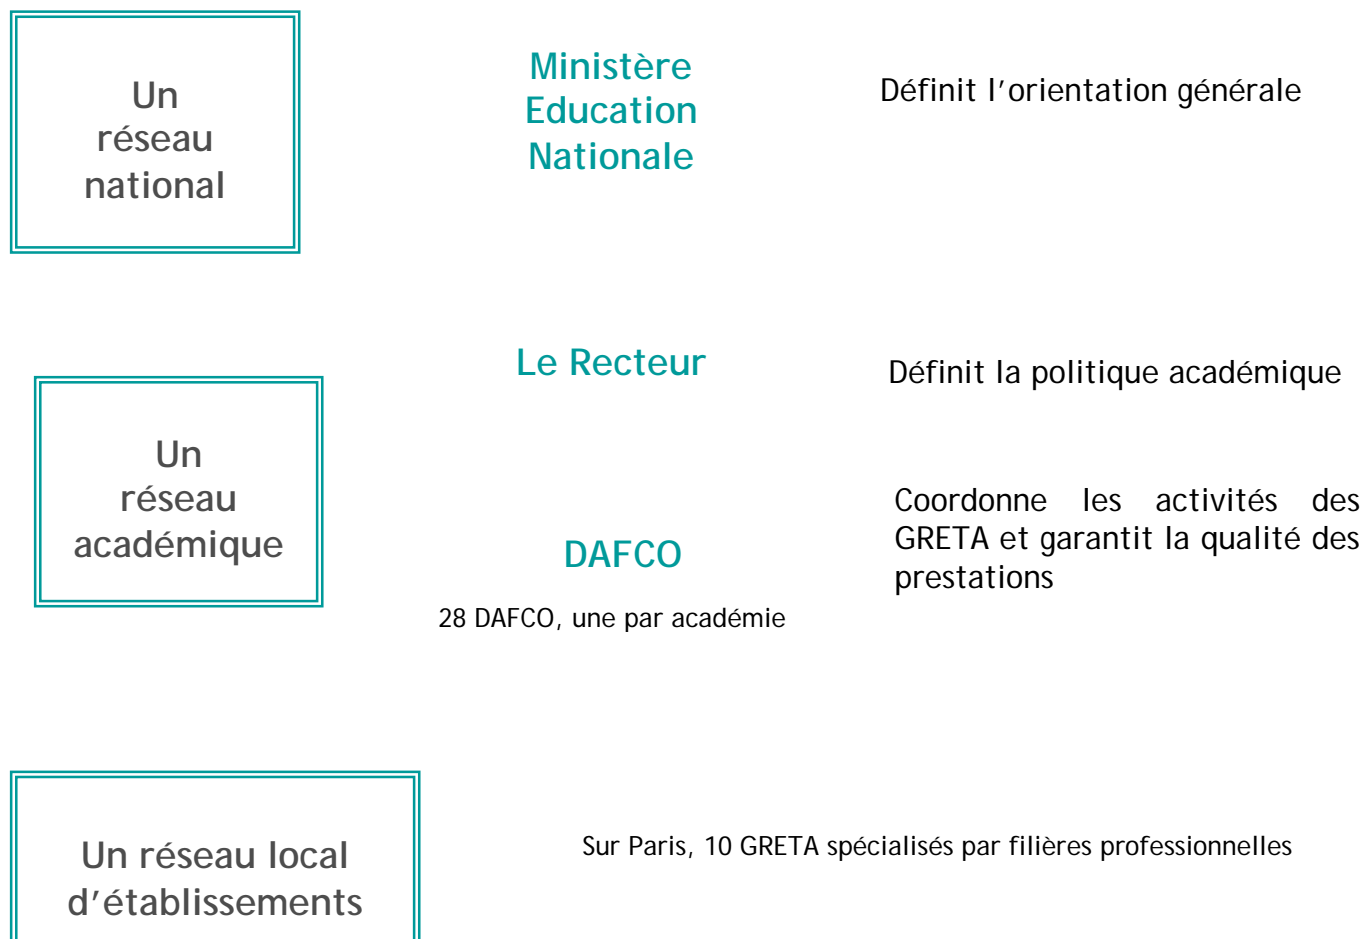 Un
réseau
national
Ministère
Education
Nationale
Définit l’orientation générale
Un
réseau
académique
Le Recteur
Définit la politique académique
DAFCO
28 DAFCO, une par académie
Coordonne les activités des
GRETA et garantit la qualité des
prestations
Un réseau local
d’établissements
Sur Paris, 10 GRETA spécialisés par filières professionnelles